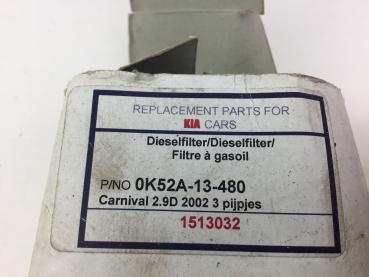 REPLACEMENT PARTS FOR
KIA CARS
Dieselfilter/Dieselfilter/
Filtre à gasoil
P/NO 0K52A-13-480
Carnival 2.9D 2002 3 pijpjes
1513032